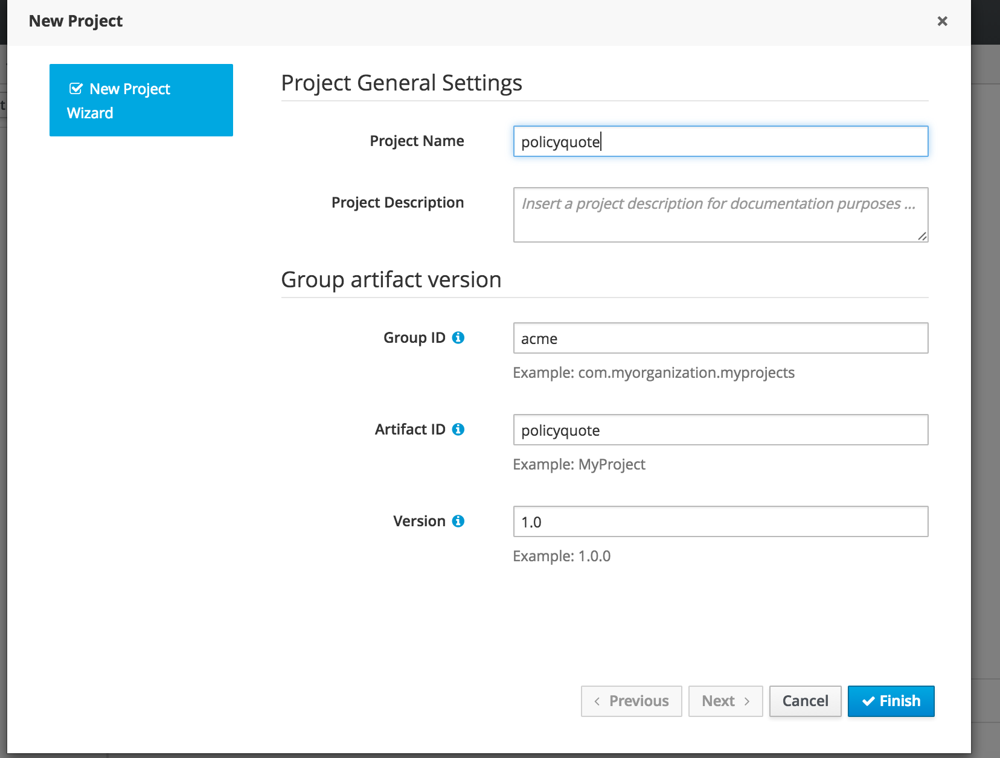 New Project
×
New Project
Wizard
Project General Settings
Project Name
policyquote
Project Description
Insert a project description for documentation purposes ...
Group artifact version
Group ID
acme
Example: com.myorganization.myprojects
Artifact ID
policyquote
Example: MyProject
Version
1.0
Example: 1.0.0
Previous
Next
Cancel
Finish
t